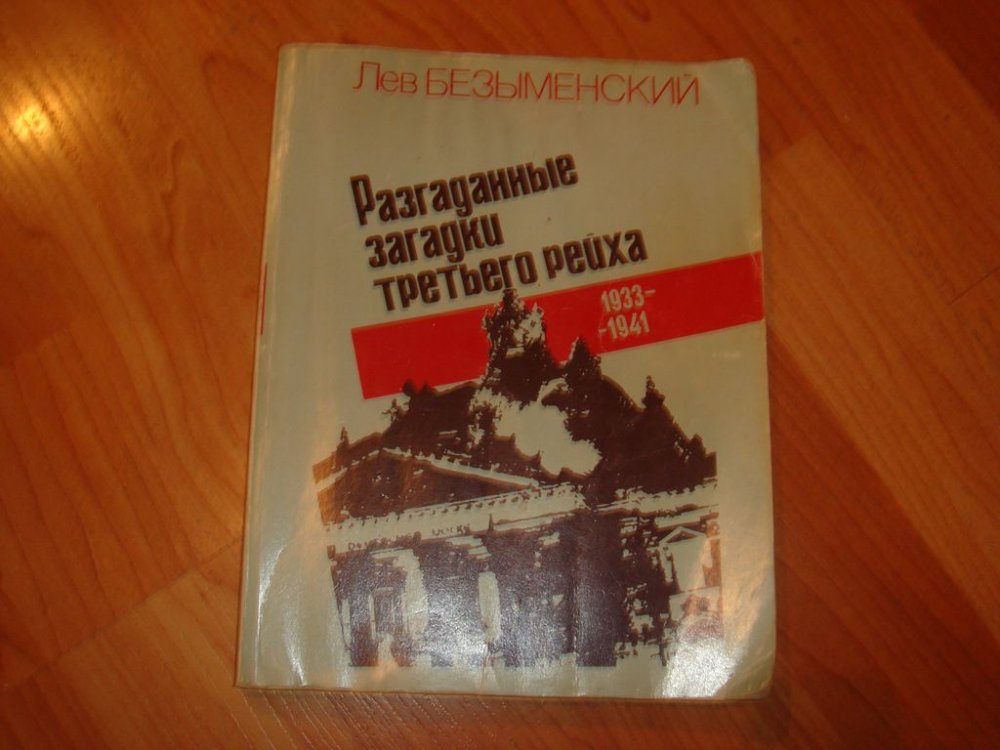 Лев БЕЗЫМЕНСКИЙ
Разгаданные
загадки
третьего рейха
1933–
–1941